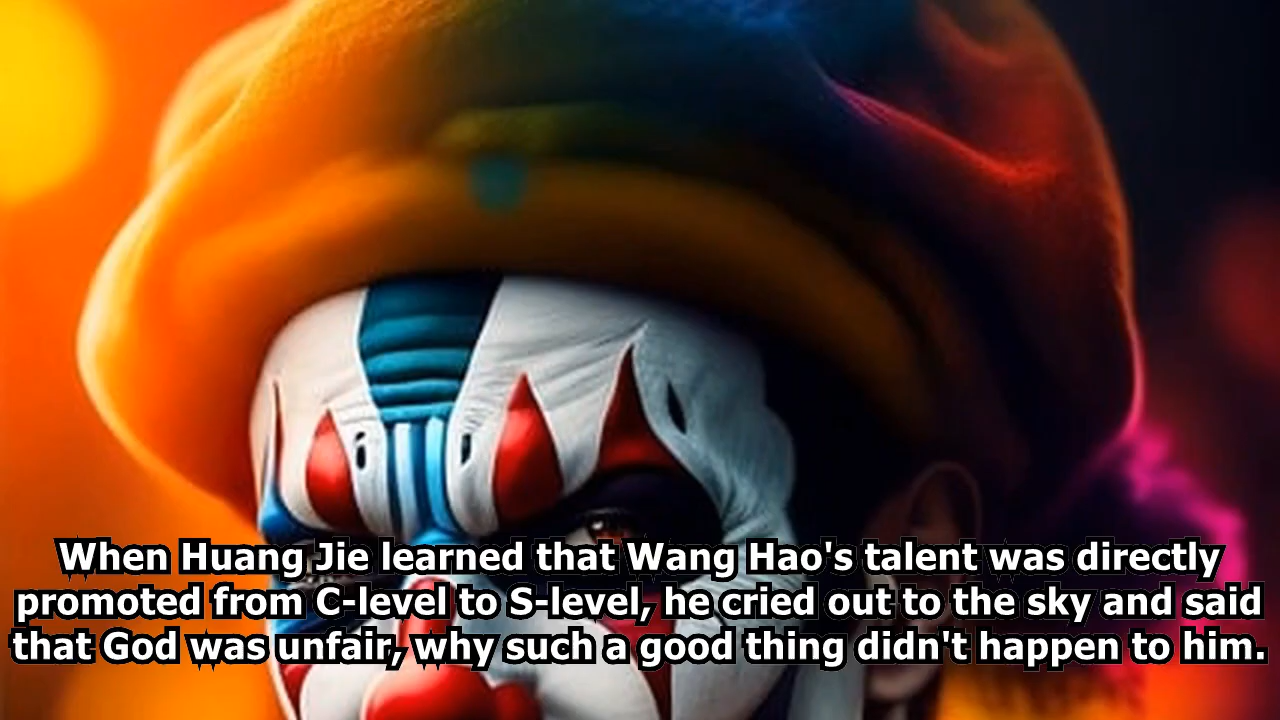 When Huang Jie learned that Wang Hao's talent was directly
promoted from C-level to S-level, he cried out to the sky and said
that God was unfair, why such a good thing didn't happen to him.